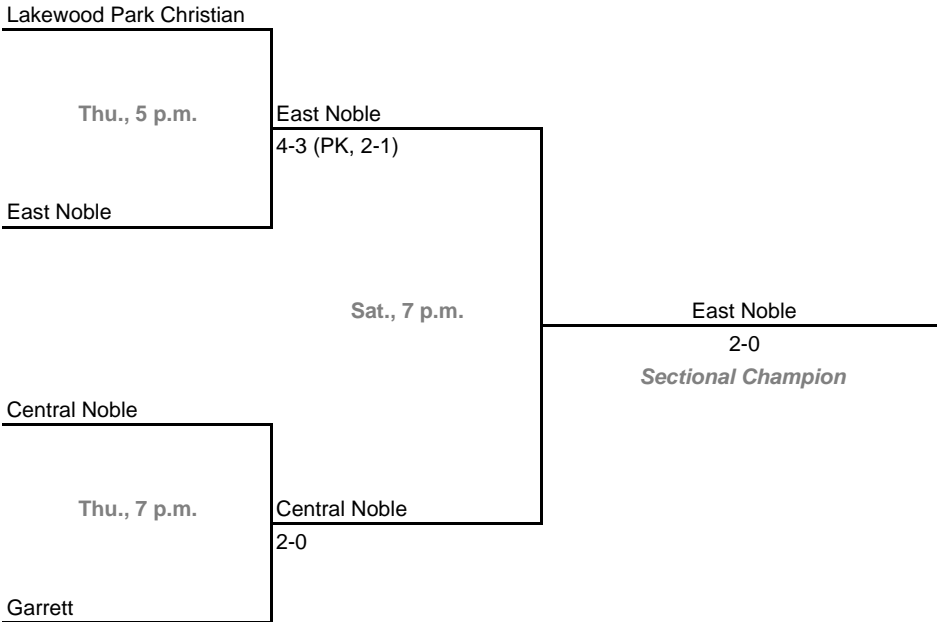 Lakewood Park Christian
Thu., 5 p.m.
East Noble
4-3 (PK, 2-1)
East Noble
Sat., 7 p.m.
East Noble
2-0
Sectional Champion
Central Noble
Thu., 7 p.m.
Central Noble
2-0
Garrett